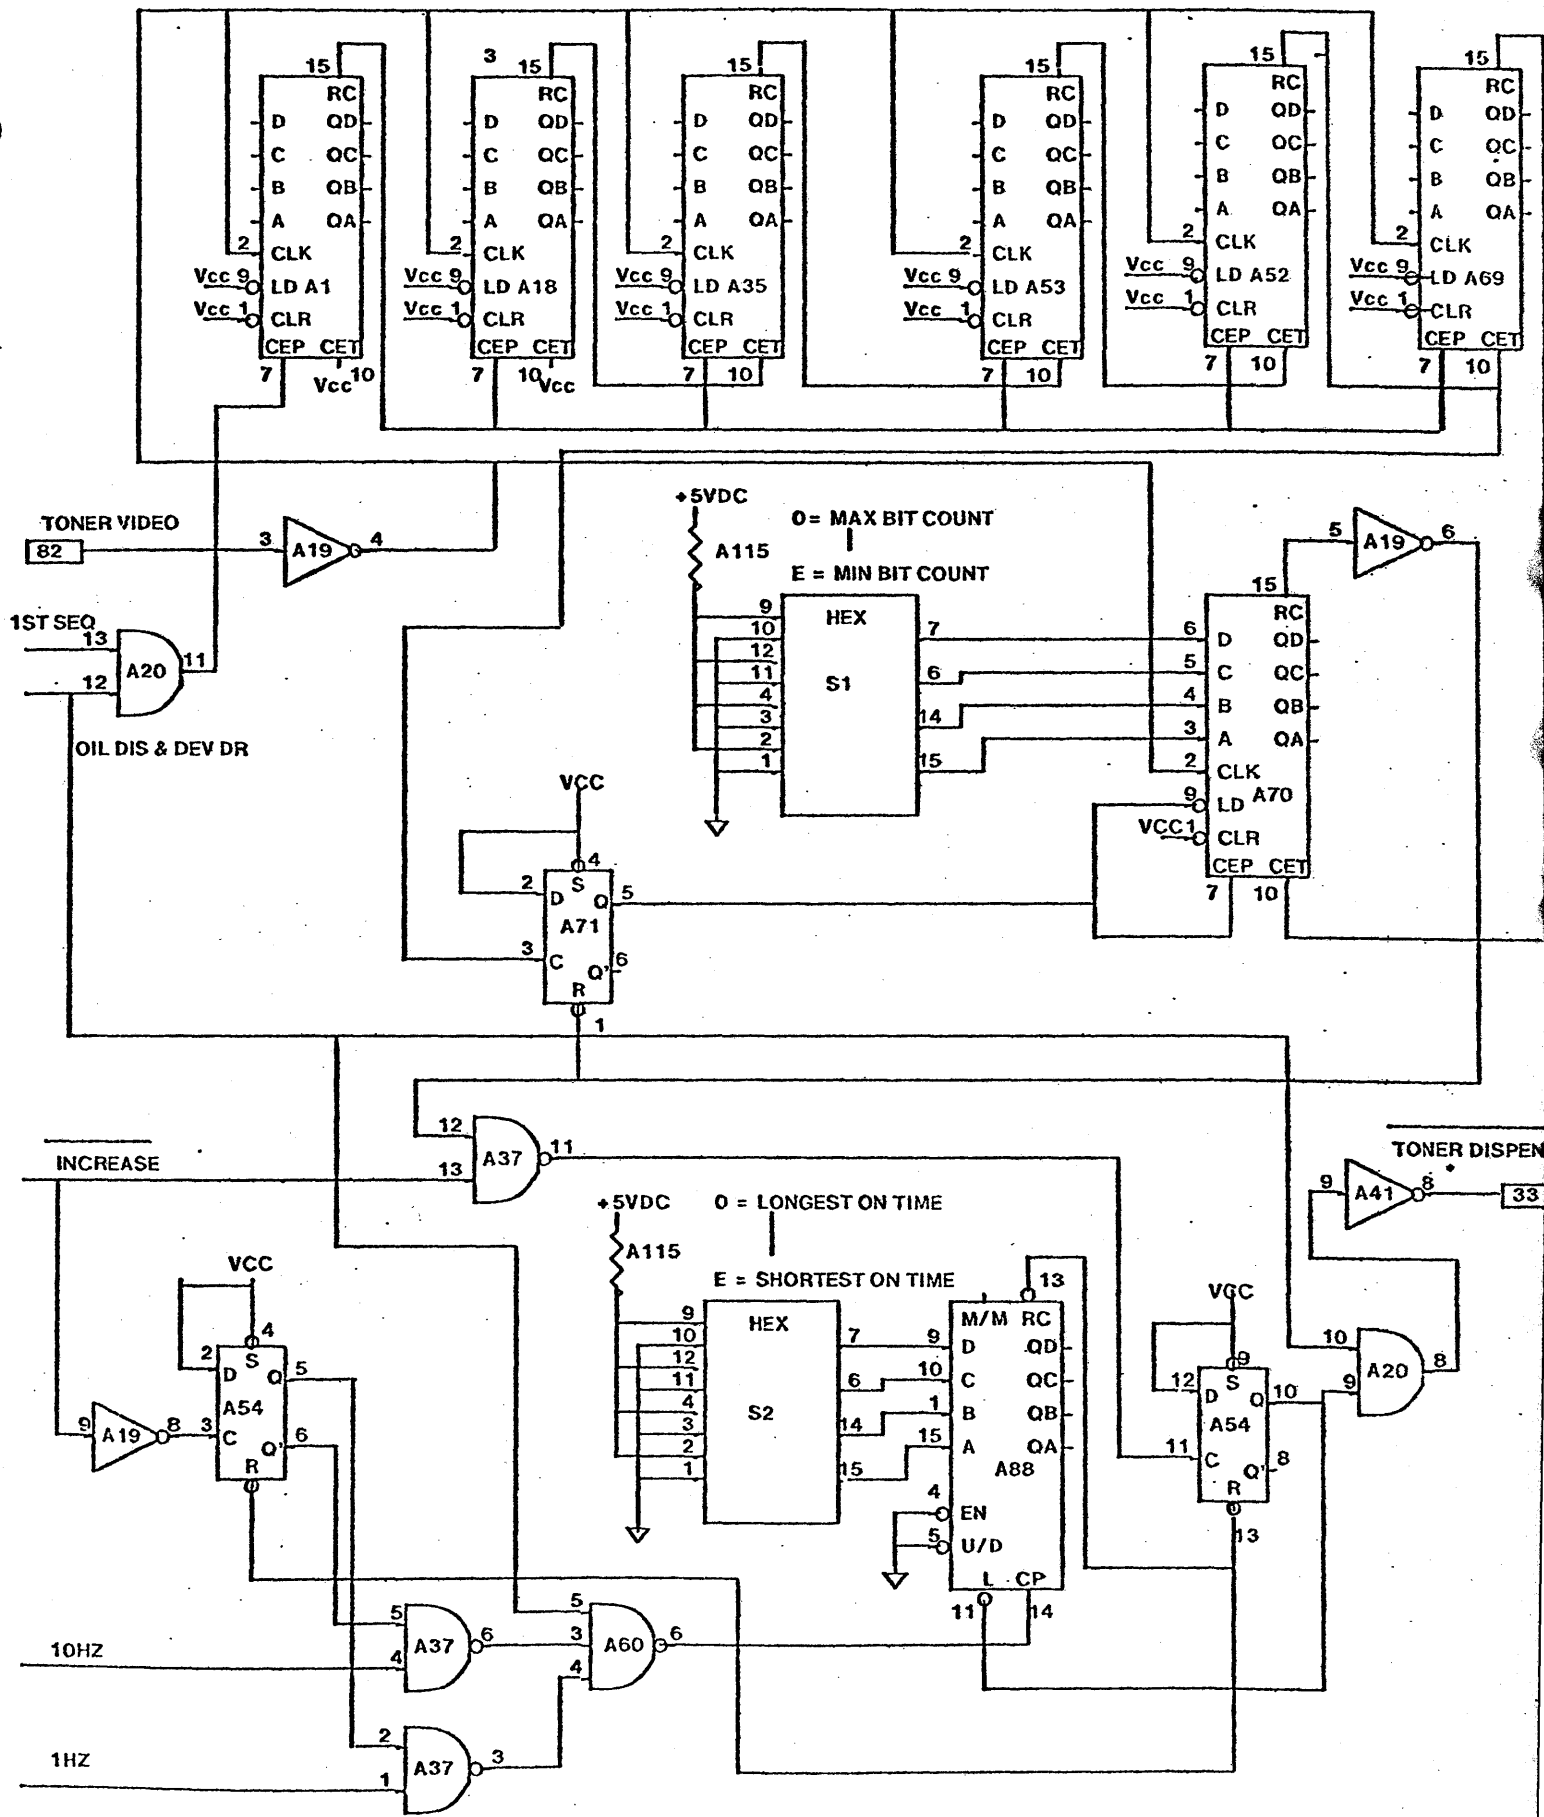 15 3 15 15 15 15 15
RC RC RC RC RC RC
D QD D QD D QD D QD D QD D QD
C QC C QC C QC C QC C QC C QC
B QB B QB B QB B QB B QB B QB
A QA A QA A QA A QA A QA A QA
2 CLK 2 CLK 2 CLK 2 CLK 2 CLK 2 CLK
Vcc 9 LD A1 Vcc 9 LD A18 Vcc 9 LD A35 Vcc 9 LD A53 Vcc 9 LD A52 Vcc 9 LD A69
Vcc 1 CLR Vcc 1 CLR Vcc 1 CLR Vcc 1 CLR Vcc 1 CLR Vcc 1 CLR
CEP CET CEP CET CEP CET CEP CET CEP CET CEP CET
7 Vcc 10 7 10 Vcc 7 10 7 10 7 10 7 10
TONER VIDEO
82 3 A19 4
+5VDC
A115
0 = MAX BIT COUNT
E = MIN BIT COUNT
5 A19 6
1ST SEQ
13
12 A20 11
OIL DIS & DEV DR
9 HEX
10 7
12
11 S1 6
4
3 14
2
1 15
15
RC
6 D QD
5 C QC
4 B QB
3 A QA
2 CLK
9 LD A70
VCC 1 CLR
CEP CET
7 10
VCC
4
S
2 D Q 5
A71
3 C Q' 6
R
1
INCREASE
12
13 A37 11
TONER DISPEN
9 A41 8 33
+5VDC
A115
0 = LONGEST ON TIME
E = SHORTEST ON TIME
VCC
4
S
2 D Q 5
A54
9 A19 8 3 C Q' 6
R
9 HEX
10 7
12
11 6
4 S2
3 14
2
1 15
13
M/M RC
9 D QD
10 C QC
1 B QB
15 A QA
A88
4 EN
5 U/D
L CP
11 14
VCC
9
S
12 D Q 10
A54
11 C Q' 8
R
13
10
9 A20 8
10HZ
5
4 A37 6
5
3 A60 6
4
1HZ
2
1 A37 3